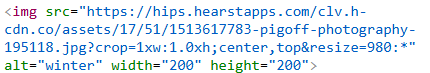 <img src="https://hips.hearstapps.com/clv.h-
cdn.co/assets/17/51/1513617783-pigoff-photography-
195118.jpg?crop=1xw:1.0xh;center,top&resize=980:*"
alt="winter" width="200" height="200">